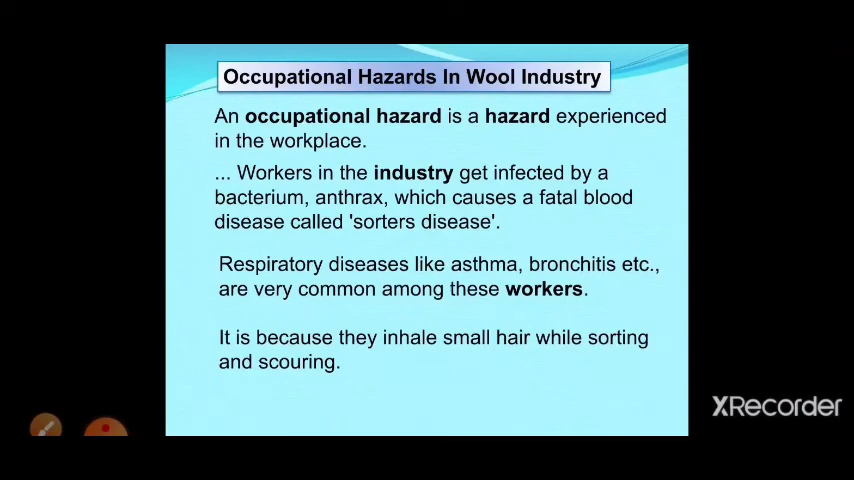 Occupational Hazards In Wool Industry
An occupational hazard is a hazard experienced
in the workplace.
... Workers in the industry get infected by a
bacterium, anthrax, which causes a fatal blood
disease called 'sorters disease'.
Respiratory diseases like asthma, bronchitis etc.,
are very common among these workers.
It is because they inhale small hair while sorting
and scouring.
XRecorder